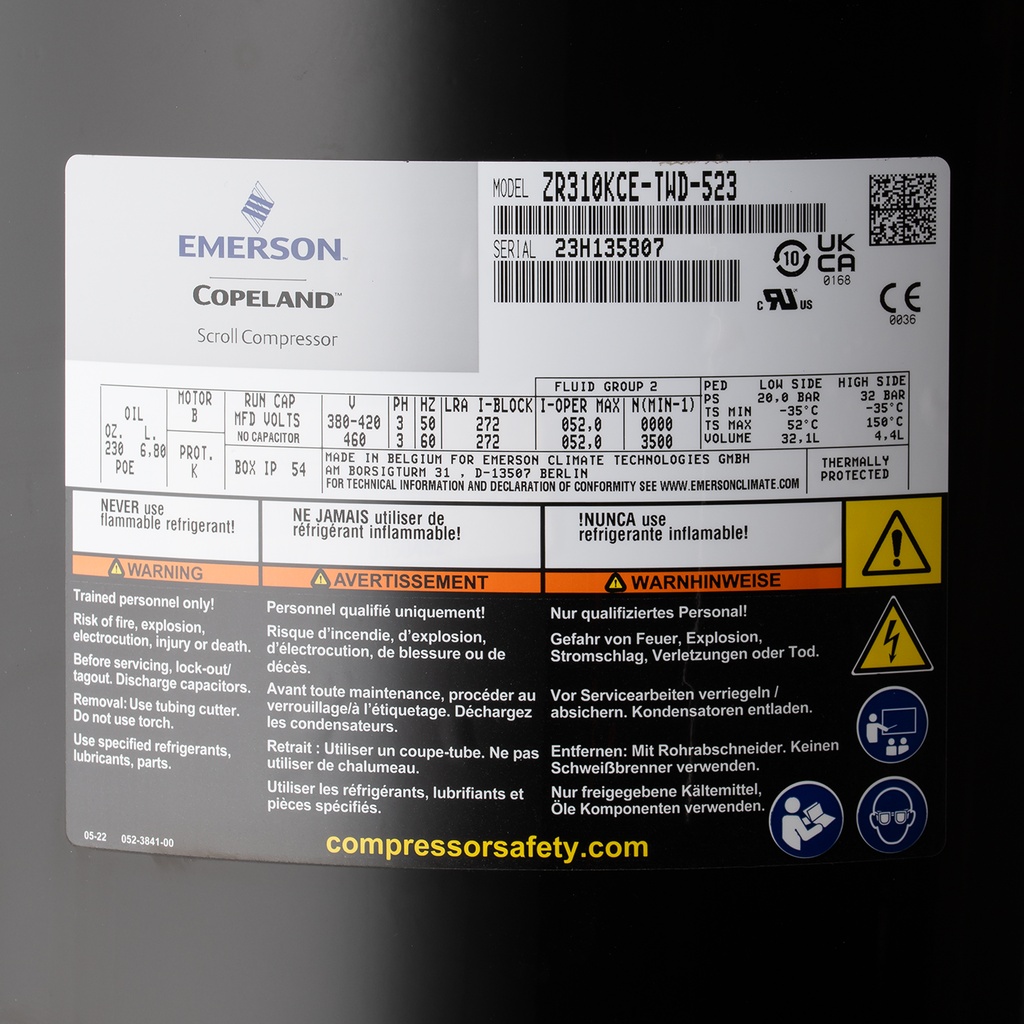 EMERSON™
COPELAND™
Scroll Compressor
MODEL ZR310KCE-TWD-523
SERIAL 23H135807
10
UK
CA
0168
c RU us
CE
0036
OIL
OZ. L.
230 6,80
POE
MOTOR
B
PROT.
K
RUN CAP
MFD VOLTS
NO CAPACITOR
BOX IP 54
V
380-420
460
PH
3
3
HZ
50
60
LRA I-BLOCK
272
272
FLUID GROUP 2
I-OPER MAX
052,0
052,0
N(MIN-1)
0000
3500
PED LOW SIDE HIGH SIDE
PS 20,0 BAR 32 BAR
TS MIN -35°C -35°C
TS MAX 52°C 150°C
VOLUME 32,1L 4,4L
MADE IN BELGIUM FOR EMERSON CLIMATE TECHNOLOGIES GMBH
AM BORSIGTURM 31 , D-13507 BERLIN
FOR TECHNICAL INFORMATION AND DECLARATION OF CONFORMITY SEE WWW.EMERSONCLIMATE.COM
THERMALLY
PROTECTED
NEVER use
flammable refrigerant!
NE JAMAIS utiliser de
réfrigérant inflammable!
!NUNCA use
refrigerante inflamable!
WARNING
AVERTISSEMENT
WARNHINWEISE
Trained personnel only!
Risk of fire, explosion,
electrocution, injury or death.
Before servicing, lock-out/
tagout. Discharge capacitors.
Removal: Use tubing cutter.
Do not use torch.
Use specified refrigerants,
lubricants, parts.
Personnel qualifié uniquement!
Risque d'incendie, d'explosion,
d'électrocution, de blessure ou de
décès.
Avant toute maintenance, procéder au
verrouillage/à l'étiquetage. Déchargez
les condensateurs.
Retrait : Utiliser un coupe-tube. Ne pas
utiliser de chalumeau.
Utiliser les réfrigérants, lubrifiants et
pièces spécifiés.
Nur qualifiziertes Personal!
Gefahr von Feuer, Explosion,
Stromschlag, Verletzungen oder Tod.
Vor Servicearbeiten verriegeln /
absichern. Kondensatoren entladen.
Entfernen: Mit Rohrabschneider. Keinen
Schweißbrenner verwenden.
Nur freigegebene Kältemittel,
Öle Komponenten verwenden.
05-22 052-3841-00
compressorsafety.com